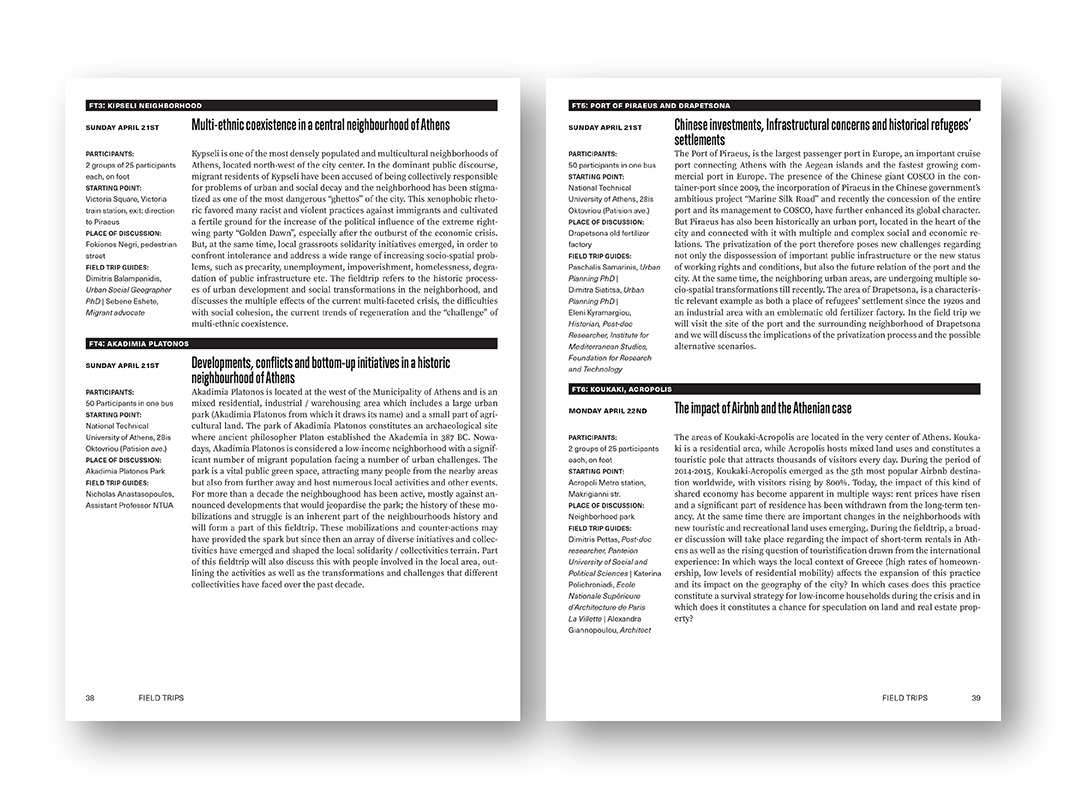 FT3: KIPSELI NEIGHBORHOOD
SUNDAY APRIL 21ST
Multi-ethnic coexistence in a central neighbourhood of Athens
PARTICIPANTS:
2 groups of 25 participants
each, on foot
STARTING POINT:
Victoria Square, Victoria
train station, exit: direction
to Piraeus
PLACE OF DISCUSSION:
Fokionos Negri, pedestrian
street
FIELD TRIP GUIDES:
Dimitris Balampanidis,
Urban Social Geographer
PhD | Sebene Eshete,
Migrant advocate
Kypseli is one of the most densely populated and multicultural neighborhoods of
Athens, located north-west of the city center. In the dominant public discourse,
migrant residents of Kypseli have been accused of being collectively responsible
for problems of urban and social decay and the neighborhood has been stigma-
tized as one of the most dangerous “ghettos” of the city. This xenophobic rheto-
ric favored many racist and violent practices against immigrants and cultivated
a fertile ground for the increase of the political influence of the extreme right-
wing party “Golden Dawn”, especially after the outburst of the economic crisis.
But, at the same time, local grassroots solidarity initiatives emerged, in order to
confront intolerance and address a wide range of increasing socio-spatial prob-
lems, such as precarity, unemployment, impoverishment, homelessness, degra-
dation of public infrastructure etc. The fieldtrip refers to the historic process-
es of urban development and social transformations in the neighborhood, and
discusses the multiple effects of the current multi-faceted crisis, the difficulties
with social cohesion, the current trends of regeneration and the “challenge” of
multi-ethnic coexistence.
FT4: AKADIMIA PLATONOS
SUNDAY APRIL 21ST
Developments, conflicts and bottom-up initiatives in a historic
neighbourhood of Athens
PARTICIPANTS:
50 Participants in one bus
STARTING POINT:
National Technical
University of Athens, 28is
Oktovriou (Patision ave.)
PLACE OF DISCUSSION:
Akadimia Platonos Park
FIELD TRIP GUIDES:
Nicholas Anastasopoulos,
Assistant Professor NTUA
Akadimia Platonos is located at the west of the Municipality of Athens and is an
mixed residential, industrial / warehousing area which includes a large urban
park (Akadimia Platonos from which it draws its name) and a small part of agri-
cultural land. The park of Akadimia Platonos constitutes an archaeological site
where ancient philosopher Platon established the Akademia in 387 BC. Nowa-
days, Akadimia Platonos is considered a low-income neighborhood with a signif-
icant number of migrant population facing a number of urban challenges. The
park is a vital public green space, attracting many people from the nearby areas
but also from further away and host numerous local activities and other events.
For more than a decade the neighboughood has been active, mostly against an-
nounced developments that would jeopardise the park; the history of these mo-
bilizations and struggle is an inherent part of the neighbourhoods history and
will form a part of this fieldtrip. These mobilizations and counter-actions may
have provided the spark but since then an array of diverse initiatives and collec-
tivities have emerged and shaped the local solidarity / collectivities terrain. Part
of this fieldtrip will also discuss this with people involved in the local area, out-
lining the activities as well as the transformations and challenges that different
collectivities have faced over the past decade.
38
FIELD TRIPS
FT5: PORT OF PIRAEUS AND DRAPETSONA
SUNDAY APRIL 21ST
Chinese investments, Infrastructural concerns and historical refugees’
settlements
PARTICIPANTS:
50 participants in one bus
STARTING POINT:
National Technical
University of Athens, 28is
Oktovriou (Patision ave.)
PLACE OF DISCUSSION:
Drapetsona old fertilizer
factory
FIELD TRIP GUIDES:
Paschalis Samarinis, Urban
Planning PhD |
Dimitra Siatitsa, Urban
Planning PhD |
Eleni Kyramargiou,
Historian, Post-doc
Researcher, Institute for
Mediterranean Studies,
Foundation for Research
and Technology
The Port of Piraeus, is the largest passenger port in Europe, an important cruise
port connecting Athens with the Aegean islands and the fastest growing com-
mercial port in Europe. The presence of the Chinese giant COSCO in the con-
tainer-port since 2009, the incorporation of Piraeus in the Chinese government’s
ambitious project “Marine Silk Road” and recently the concession of the entire
port and its management to COSCO, have further enhanced its global character.
But Piraeus has also been historically an urban port, located in the heart of the
city and connected with it with multiple and complex social and economic re-
lations. The privatization of the port therefore poses new challenges regarding
not only the dispossession of important public infrastructure or the new status
of working rights and conditions, but also the future relation of the port and the
city. At the same time, the neighboring urban areas, are undergoing multiple so-
cio-spatial transformations till recently. The area of Drapetsona, is a characteris-
tic relevant example as both a place of refugees’ settlement since the 1920s and
an industrial area with an emblematic old fertilizer factory. In the field trip we
will visit the site of the port and the surrounding neighborhood of Drapetsona
and we will discuss the implications of the privatization process and the possible
alternative scenarios.
FT6: KOUKAKI, ACROPOLIS
MONDAY APRIL 22ND
The impact of Airbnb and the Athenian case
PARTICIPANTS:
2 groups of 25 participants
each, on foot
STARTING POINT:
Acropoli Metro station,
Makrigianni str.
PLACE OF DISCUSSION:
Neighborhood park
FIELD TRIP GUIDES:
Dimitris Pettas, Post-doc
researcher, Panteion
University of Social and
Political Sciences | Katerina
Polichroniadi, Ecole
Nationale Supérieure
d’Architecture de Paris
La Villette | Alexandra
Giannopoulou, Architect
The areas of Koukaki-Acropolis are located in the very center of Athens. Kouka-
ki is a residential area, while Acropolis hosts mixed land uses and constitutes a
touristic pole that attracts thousands of visitors every day. During the period of
2014-2015, Koukaki-Acropolis emerged as the 5th most popular Airbnb destina-
tion worldwide, with visitors rising by 800%. Today, the impact of this kind of
shared economy has become apparent in multiple ways: rent prices have risen
and a significant part of residence has been withdrawn from the long-term ten-
ancy. At the same time there are important changes in the neighborhoods with
new touristic and recreational land uses emerging. During the fieldtrip, a broad-
er discussion will take place regarding the impact of short-term rentals in Ath-
ens as well as the rising question of touristification drawn from the international
experience: In which ways the local context of Greece (high rates of homeown-
ership, low levels of residential mobility) affects the expansion of this practice
and its impact on the geography of the city? In which cases does this practice
constitute a survival strategy for low-income households during the crisis and in
which does it constitutes a chance for speculation on land and real estate prop-
erty?
FIELD TRIPS
39